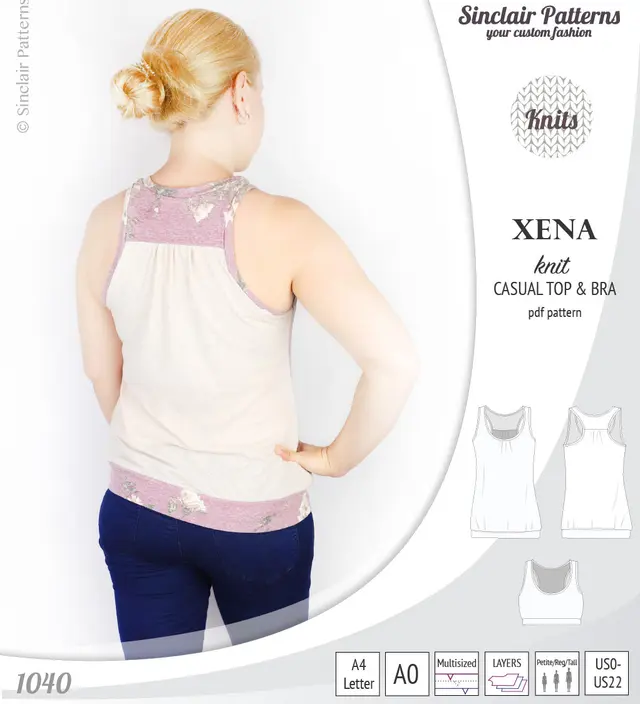 © Sinclair Patterns
Sinclair Patterns
your custom fashion
Knits
XENA
knit
CASUAL TOP & BRA
pdf pattern
1040
A4
Letter
A0
Multisized
LAYERS
Petite/Reg/Tall
US0-
US22